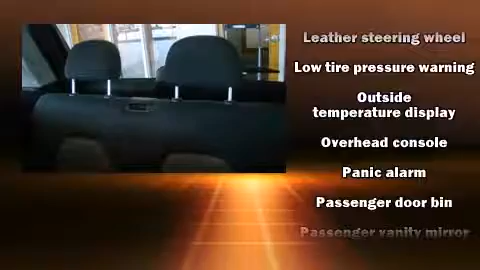 Leather steering wheel
Low tire pressure warning
Outside
temperature display
Overhead console
Panic alarm
Passenger door bin
Passenger vanity mirror